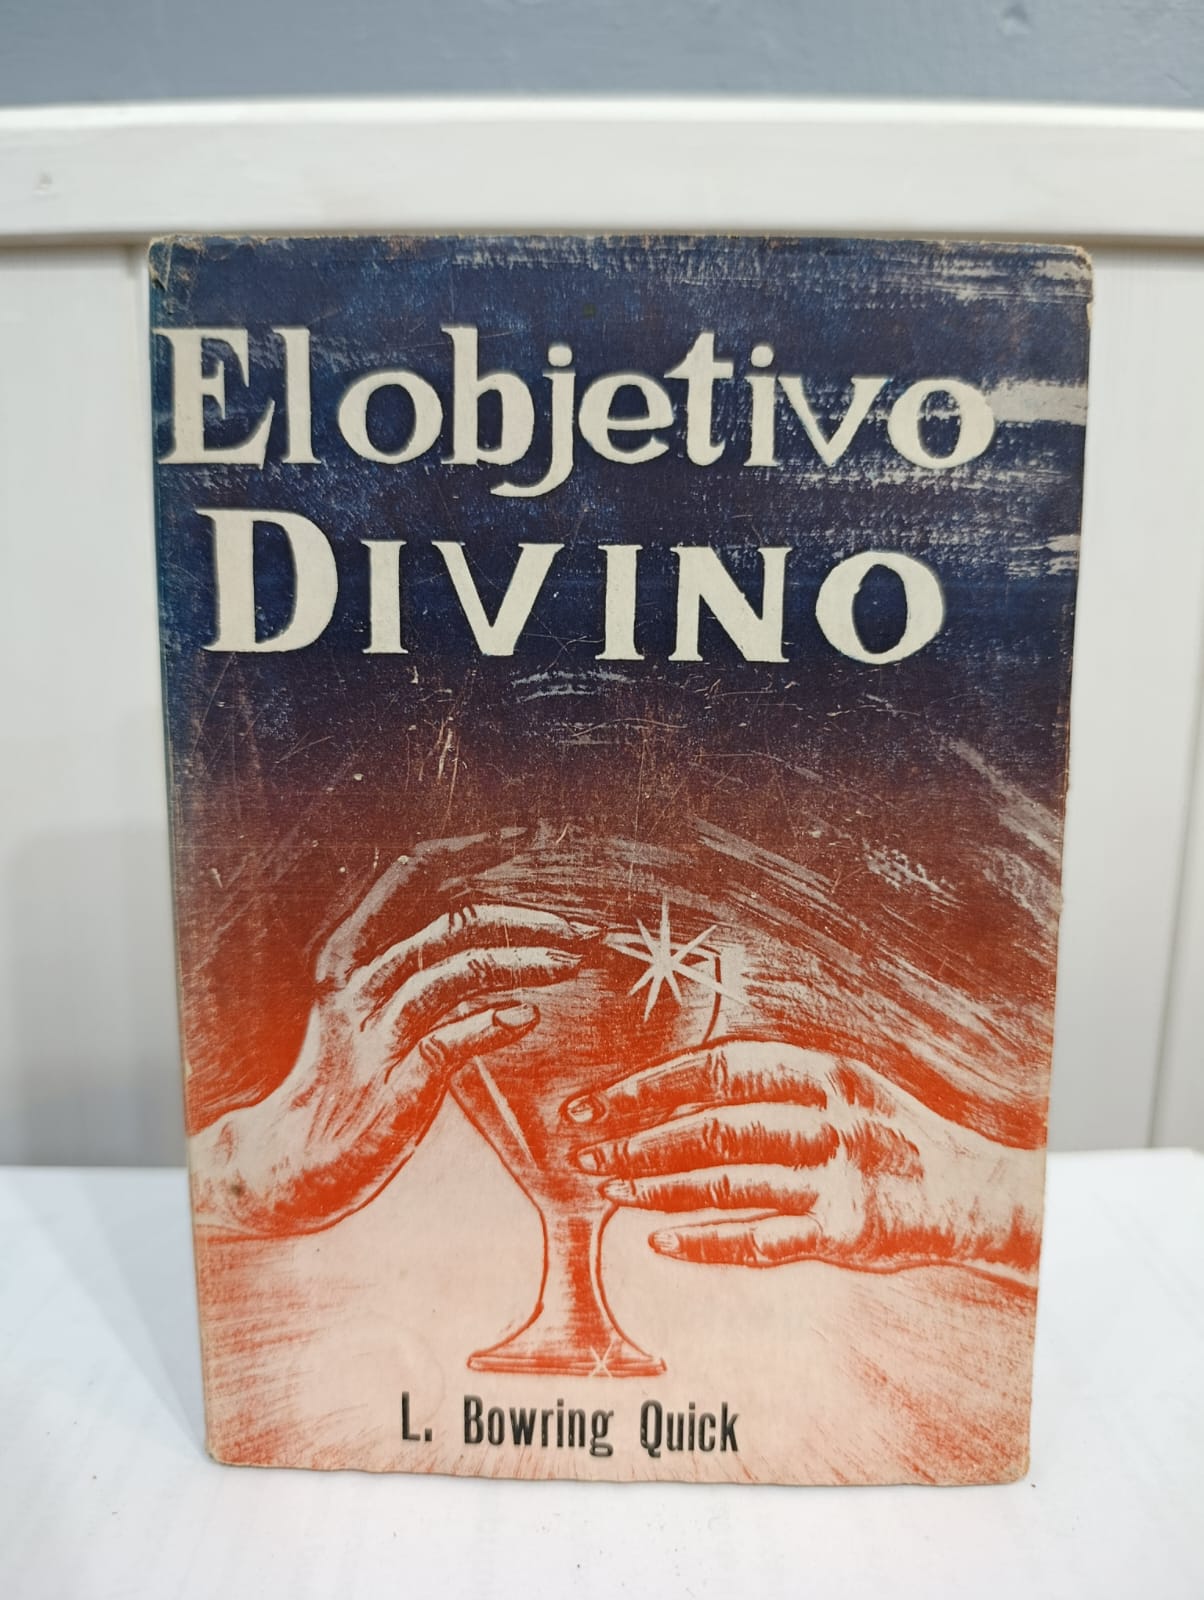 El objetivo
DIVINO
L. Bowring Quick